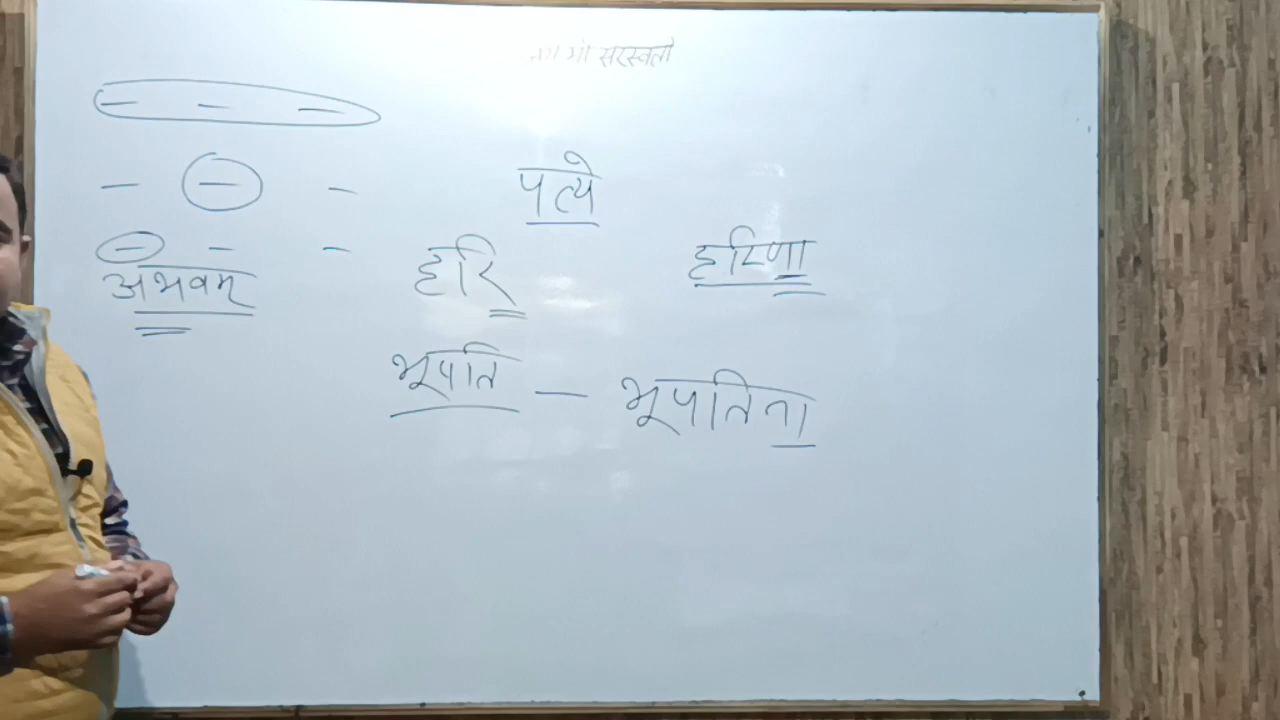 सरस्वती
पत्ये
अभवम्
हरि
हरिणा
भूपति — भूपतिना